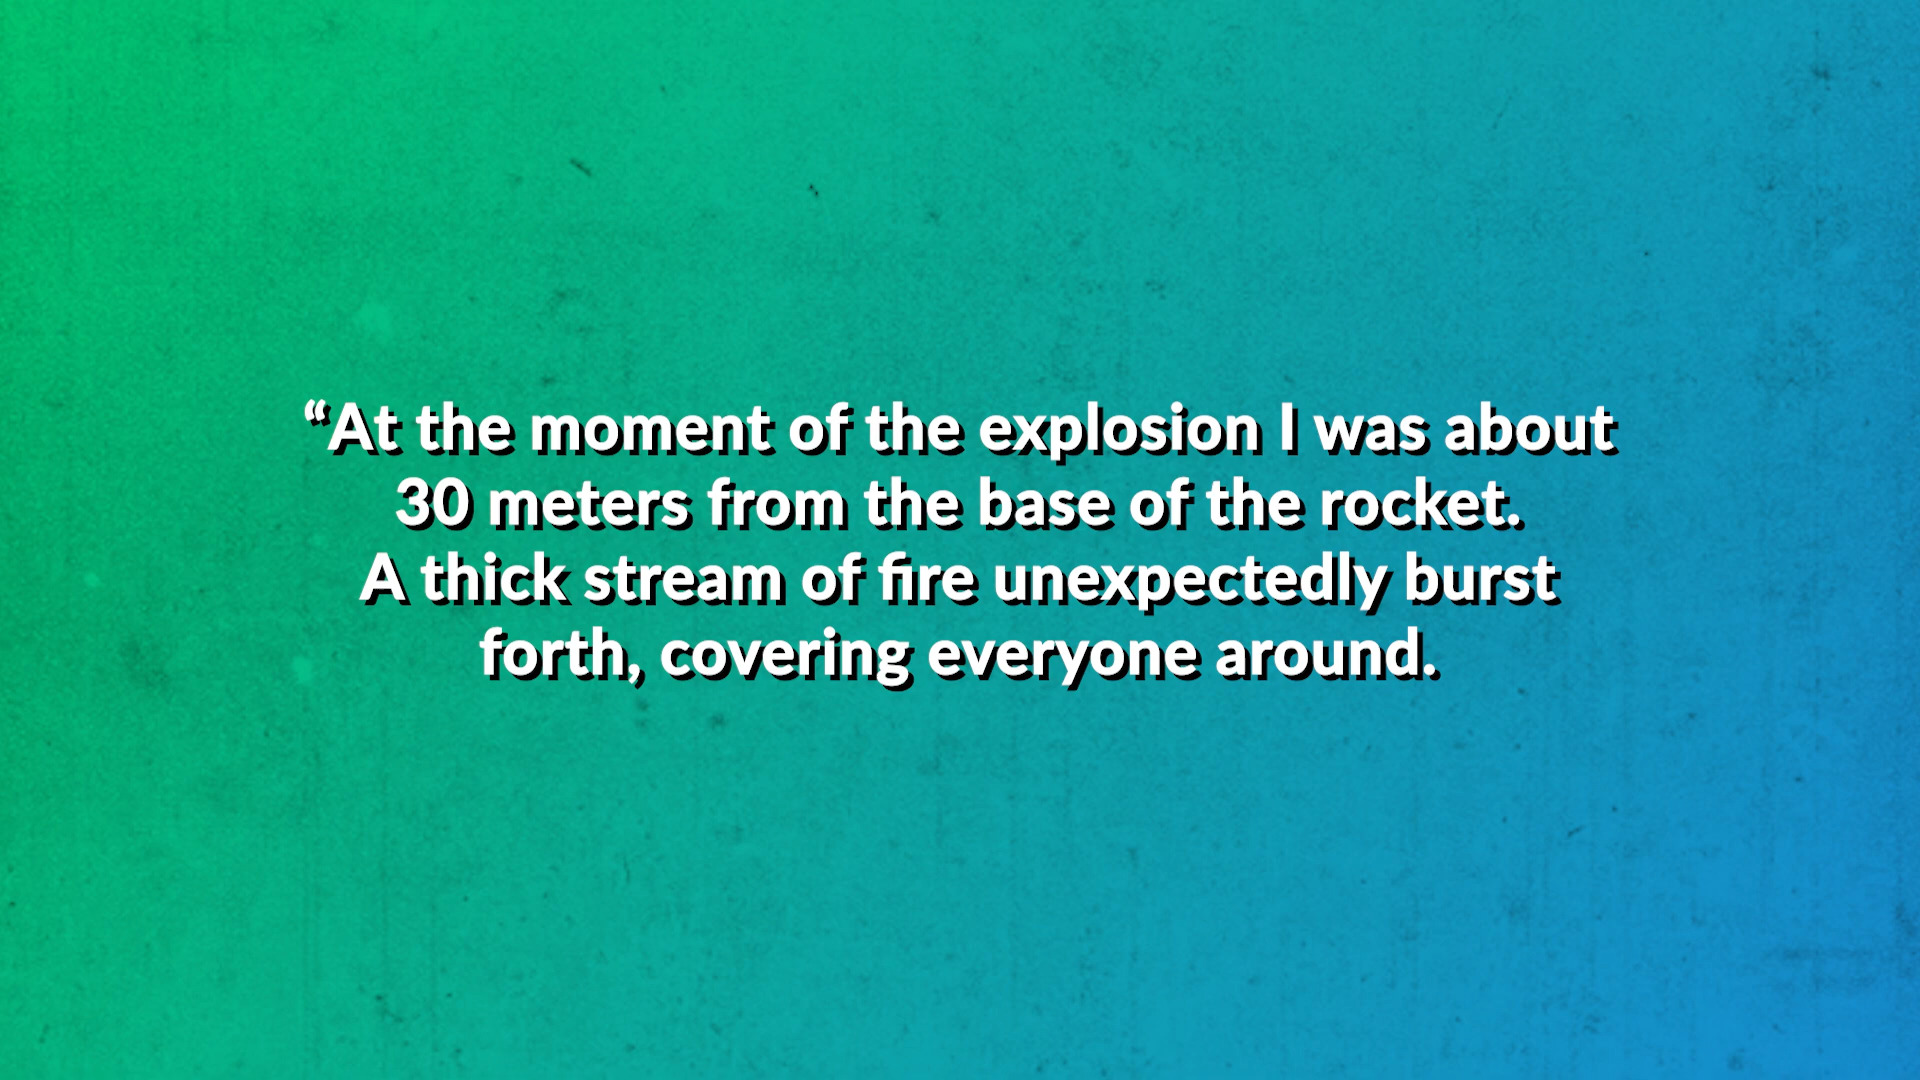 “At the moment of the explosion I was about
30 meters from the base of the rocket.
A thick stream of fire unexpectedly burst
forth, covering everyone around.